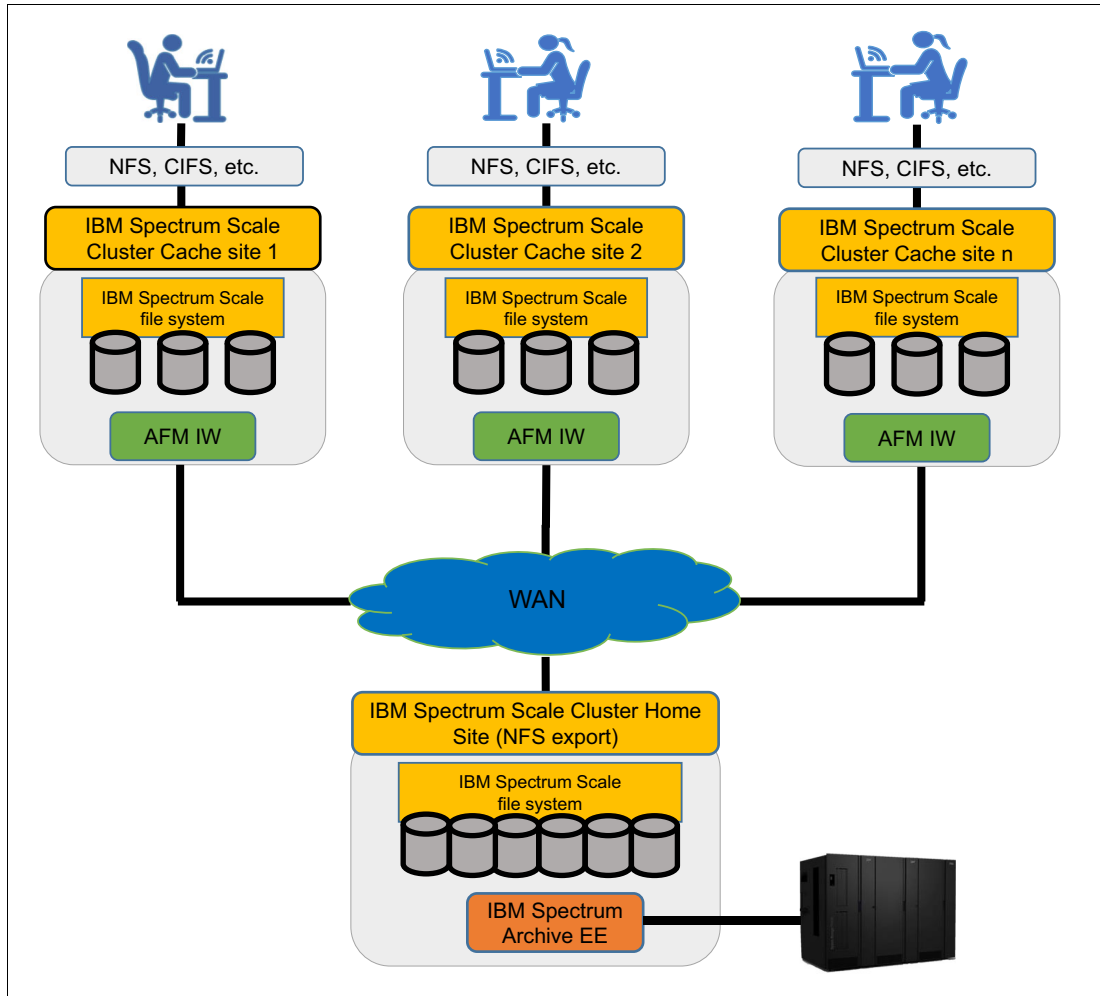 NFS, CIFS, etc.
NFS, CIFS, etc.
NFS, CIFS, etc.
IBM Spectrum Scale
Cluster Cache site 1
IBM Spectrum Scale
Cluster Cache site 2
IBM Spectrum Scale
Cluster Cache site n
IBM Spectrum Scale
file system
IBM Spectrum Scale
file system
IBM Spectrum Scale
file system
AFM IW
AFM IW
AFM IW
WAN
IBM Spectrum Scale Cluster Home
Site (NFS export)
IBM Spectrum Scale
file system
IBM Spectrum
Archive EE